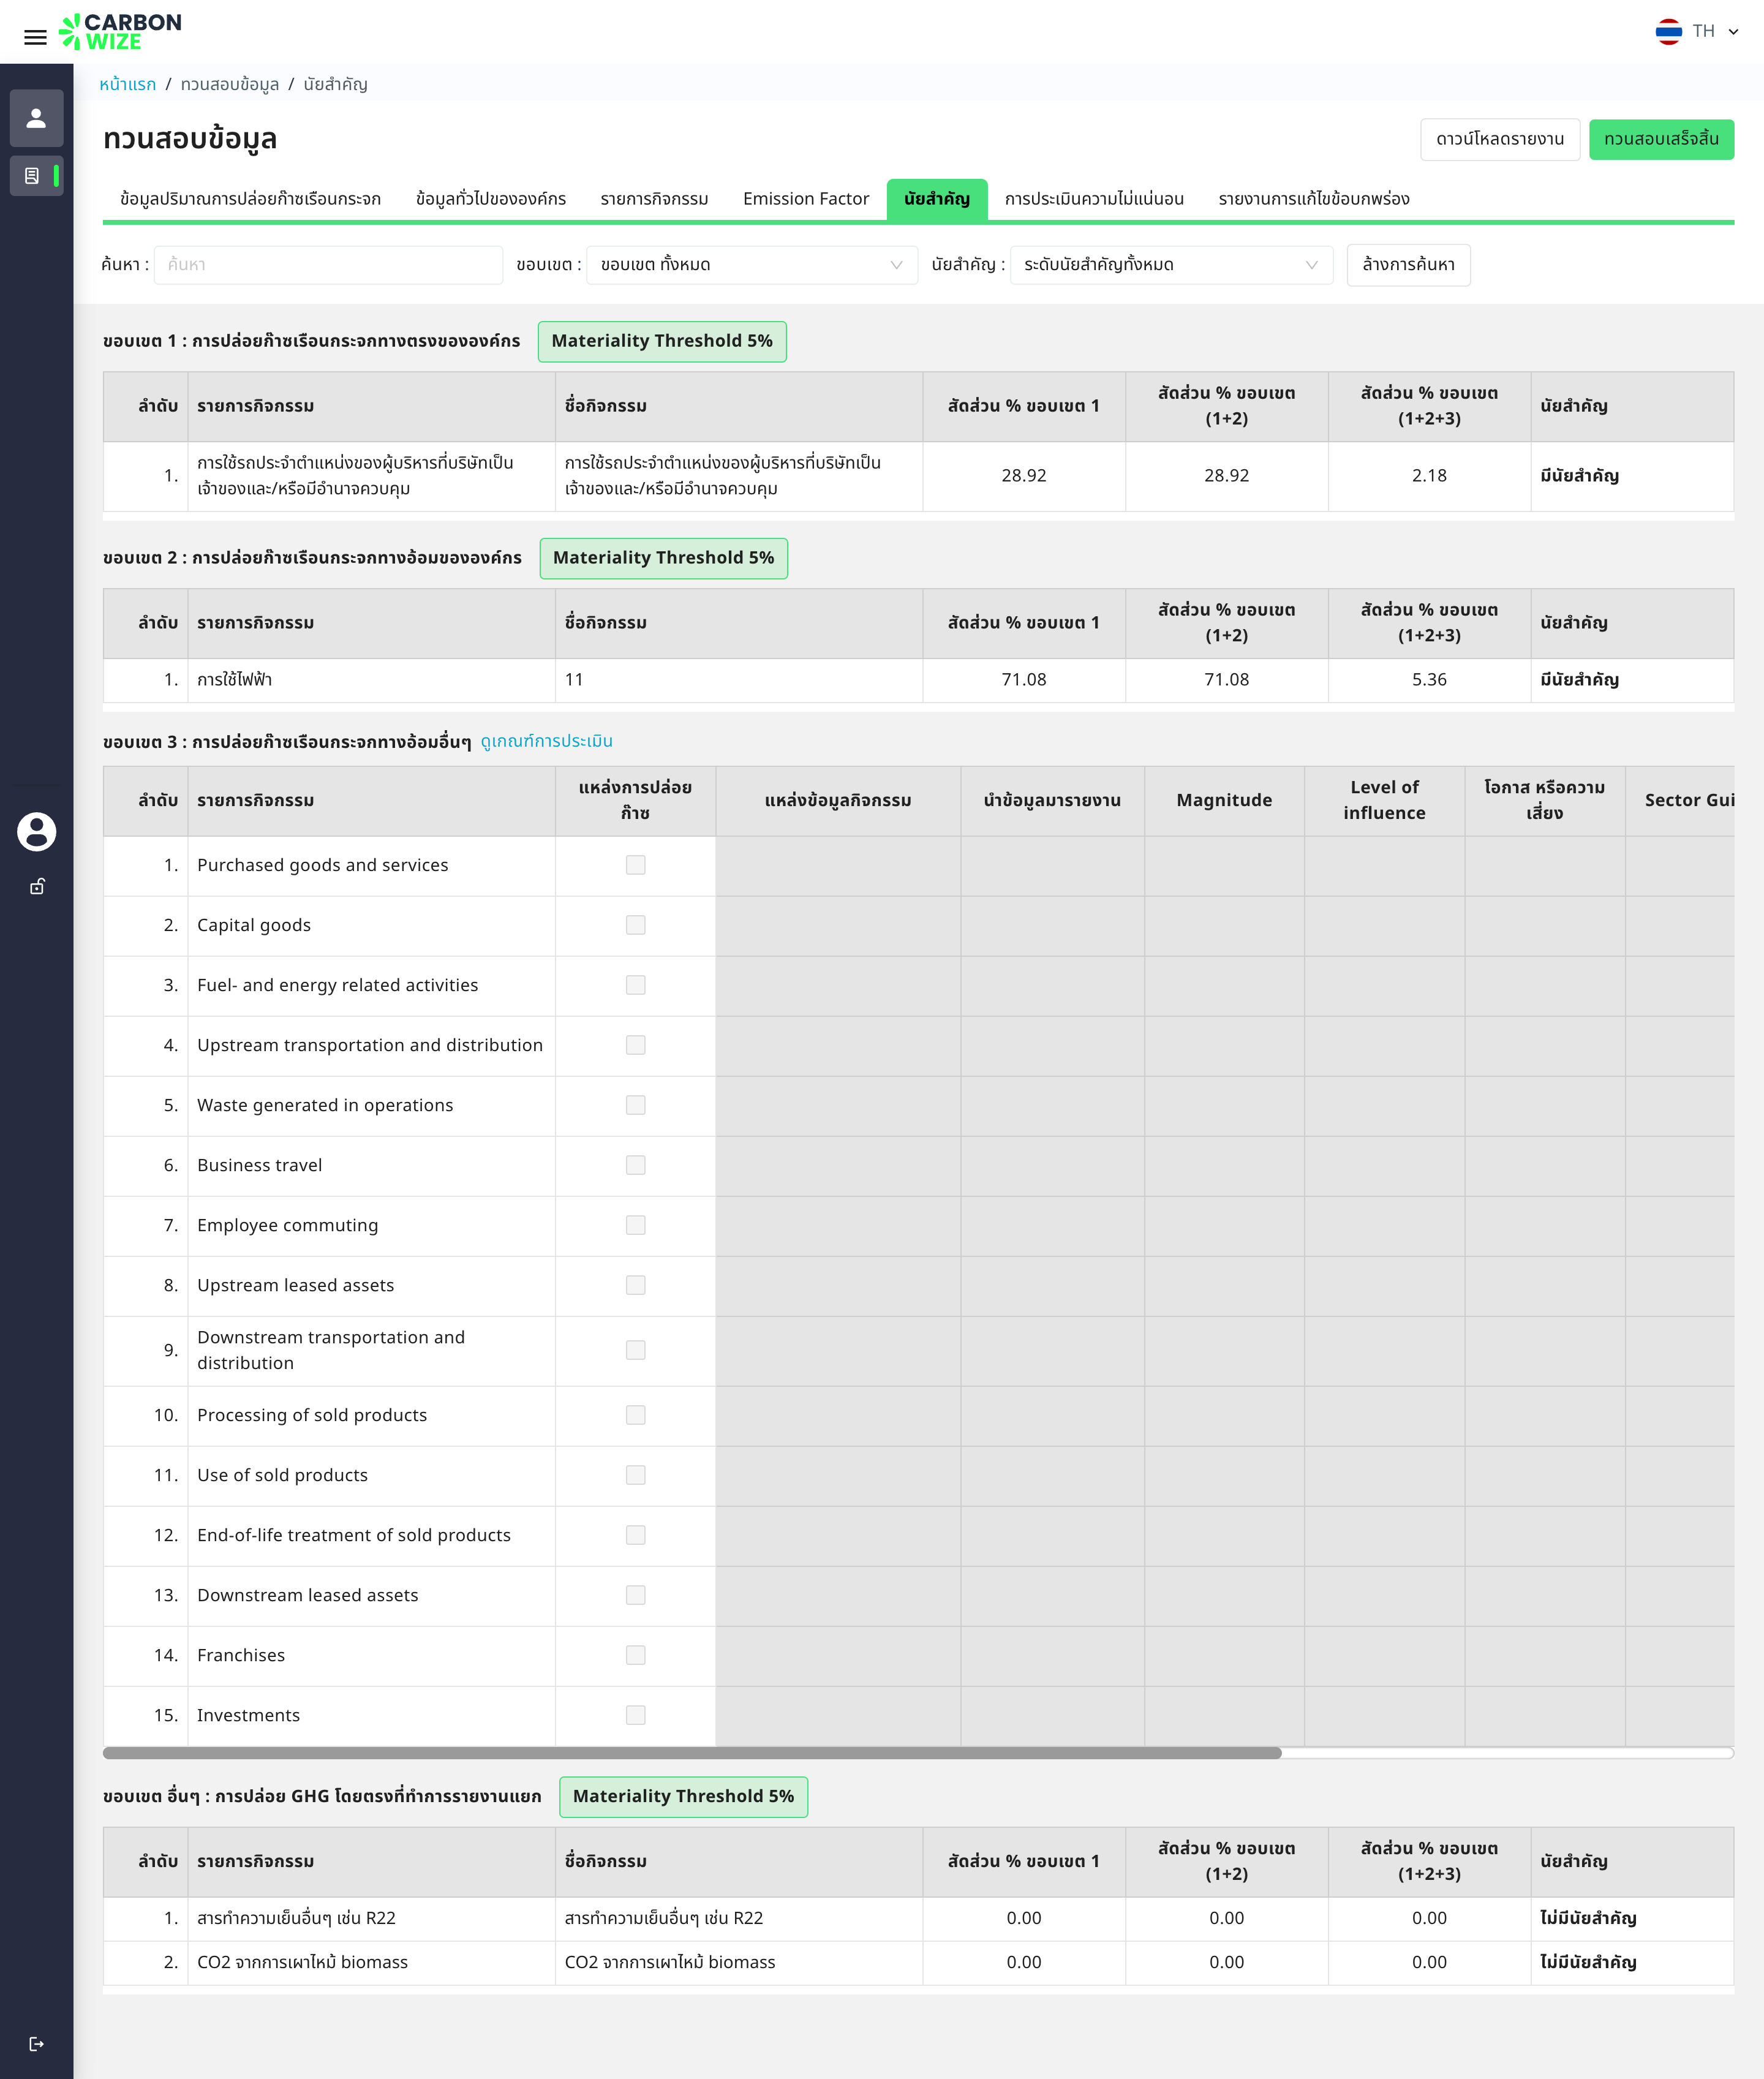 CARBON
WIZE
TH
หน้าแรก / ทวนสอบข้อมูล / นัยสำคัญ
ทวนสอบข้อมูล
ดาวน์โหลดรายงาน
ทวนสอบเสร็จสิ้น
ข้อมูลปริมาณการปล่อยก๊าซเรือนกระจก ข้อมูลทั่วไปขององค์กร รายการกิจกรรม Emission Factor นัยสำคัญ การประเมินความไม่แน่นอน รายงานการแก้ไขข้อบกพร่อง
ค้นหา : ค้นหา ขอบเขต : ขอบเขต ทั้งหมด นัยสำคัญ : ระดับนัยสำคัญทั้งหมด ล้างการค้นหา
ขอบเขต 1 : การปล่อยก๊าซเรือนกระจกทางตรงขององค์กร Materiality Threshold 5%
ลำดับ รายการกิจกรรม ชื่อกิจกรรม สัดส่วน % ขอบเขต 1 สัดส่วน % ขอบเขต (1+2) สัดส่วน % ขอบเขต (1+2+3) นัยสำคัญ
1. การใช้รถประจำตำแหน่งของผู้บริหารที่บริษัทเป็นเจ้าของและ/หรือมีอำนาจควบคุม การใช้รถประจำตำแหน่งของผู้บริหารที่บริษัทเป็นเจ้าของและ/หรือมีอำนาจควบคุม 28.92 28.92 2.18 มีนัยสำคัญ
ขอบเขต 2 : การปล่อยก๊าซเรือนกระจกทางอ้อมขององค์กร Materiality Threshold 5%
ลำดับ รายการกิจกรรม ชื่อกิจกรรม สัดส่วน % ขอบเขต 1 สัดส่วน % ขอบเขต (1+2) สัดส่วน % ขอบเขต (1+2+3) นัยสำคัญ
1. การใช้ไฟฟ้า 11 71.08 71.08 5.36 มีนัยสำคัญ
ขอบเขต 3 : การปล่อยก๊าซเรือนกระจกทางอ้อมอื่นๆ ดูเกณฑ์การประเมิน
ลำดับ รายการกิจกรรม แหล่งการปล่อยก๊าซ แหล่งข้อมูลกิจกรรม นำข้อมูลมารายงาน Magnitude Level of influence โอกาส หรือความเสี่ยง Sector Gui
1. Purchased goods and services
2. Capital goods
3. Fuel- and energy related activities
4. Upstream transportation and distribution
5. Waste generated in operations
6. Business travel
7. Employee commuting
8. Upstream leased assets
9. Downstream transportation and distribution
10. Processing of sold products
11. Use of sold products
12. End-of-life treatment of sold products
13. Downstream leased assets
14. Franchises
15. Investments
ขอบเขต อื่นๆ : การปล่อย GHG โดยตรงที่ทำการรายงานแยก Materiality Threshold 5%
ลำดับ รายการกิจกรรม ชื่อกิจกรรม สัดส่วน % ขอบเขต 1 สัดส่วน % ขอบเขต (1+2) สัดส่วน % ขอบเขต (1+2+3) นัยสำคัญ
1. สารทำความเย็นอื่นๆ เช่น R22 สารทำความเย็นอื่นๆ เช่น R22 0.00 0.00 0.00 ไม่มีนัยสำคัญ
2. CO2 จากการเผาไหม้ biomass CO2 จากการเผาไหม้ biomass 0.00 0.00 0.00 ไม่มีนัยสำคัญ